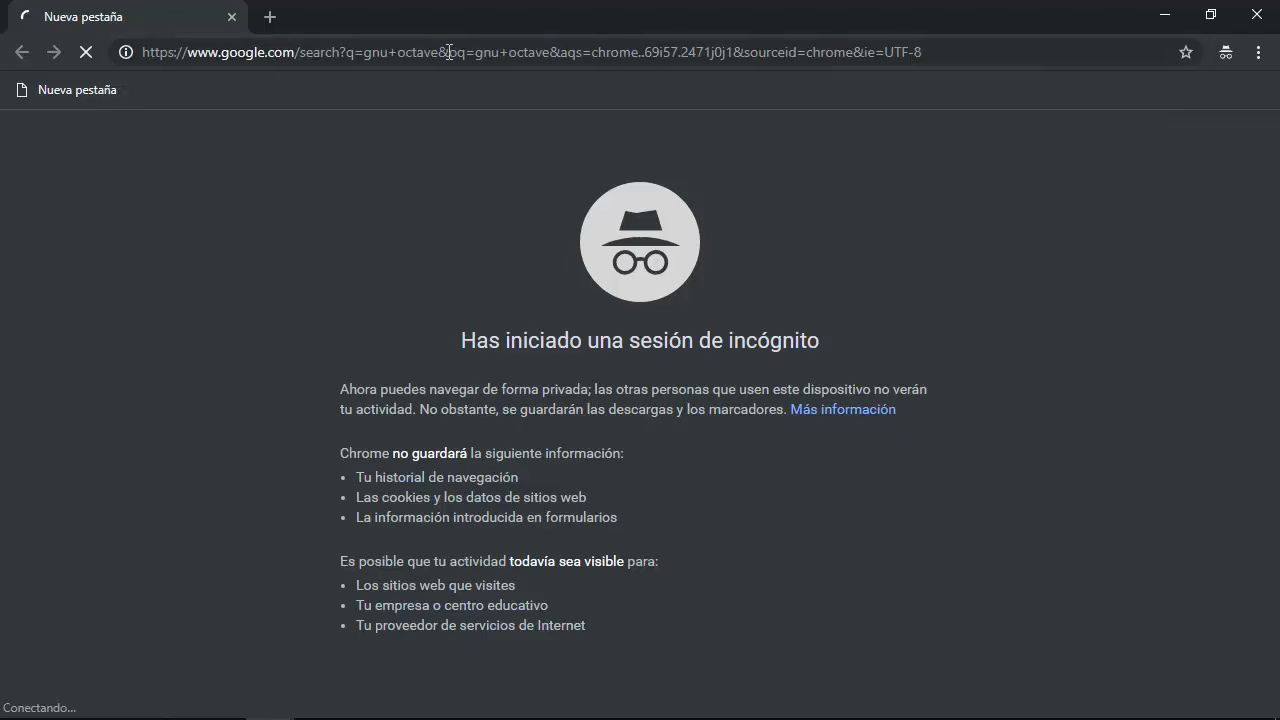 Nueva pestaña
https://www.google.com/search?q=gnu+octave&oq=gnu+octave&aqs=chrome..69i57.2471j0j1&sourceid=chrome&ie=UTF-8
Nueva pestaña
Has iniciado una sesión de incógnito
Ahora puedes navegar de forma privada; las otras personas que usen este dispositivo no verán
tu actividad. No obstante, se guardarán las descargas y los marcadores. Más información
Chrome no guardará la siguiente información:
• Tu historial de navegación
• Las cookies y los datos de sitios web
• La información introducida en formularios
Es posible que tu actividad todavía sea visible para:
• Los sitios web que visites
• Tu empresa o centro educativo
• Tu proveedor de servicios de Internet
Conectando...